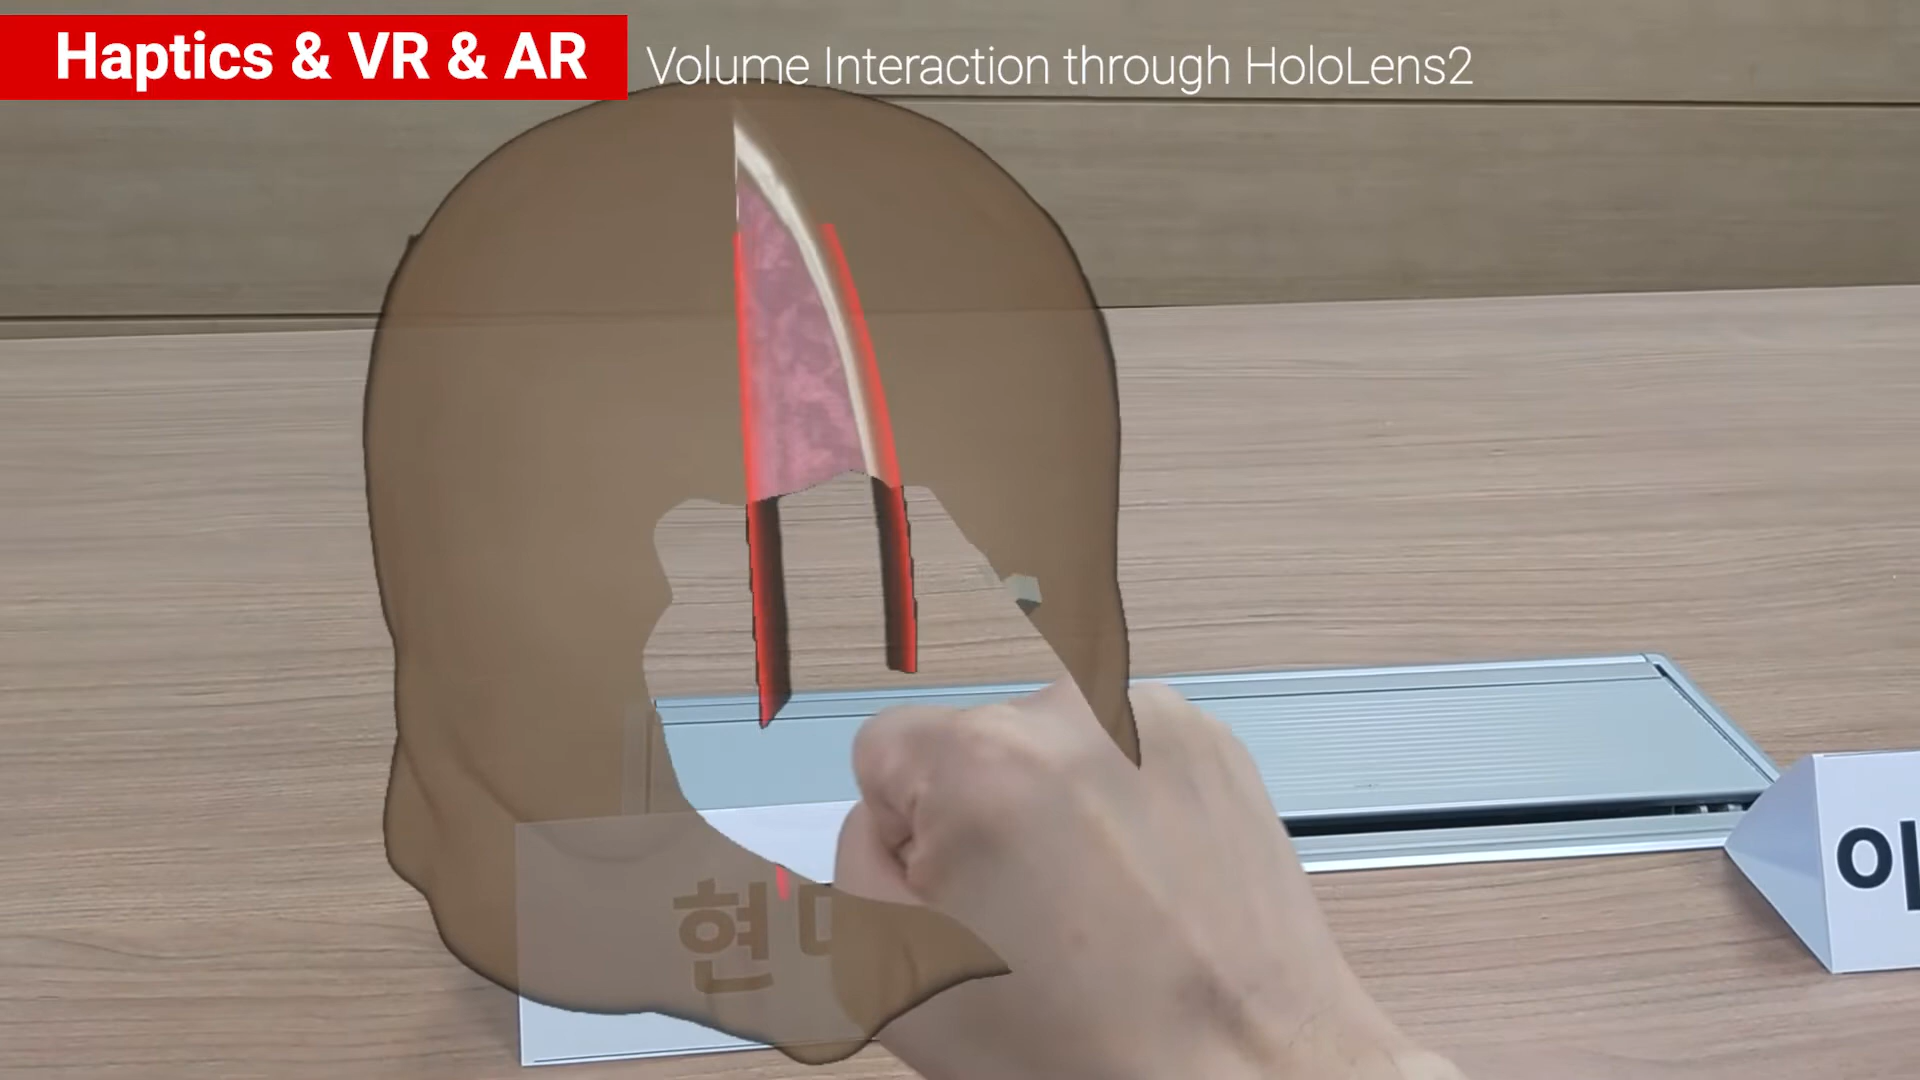 Haptics & VR & AR
Volume Interaction through HoloLens2
현
이